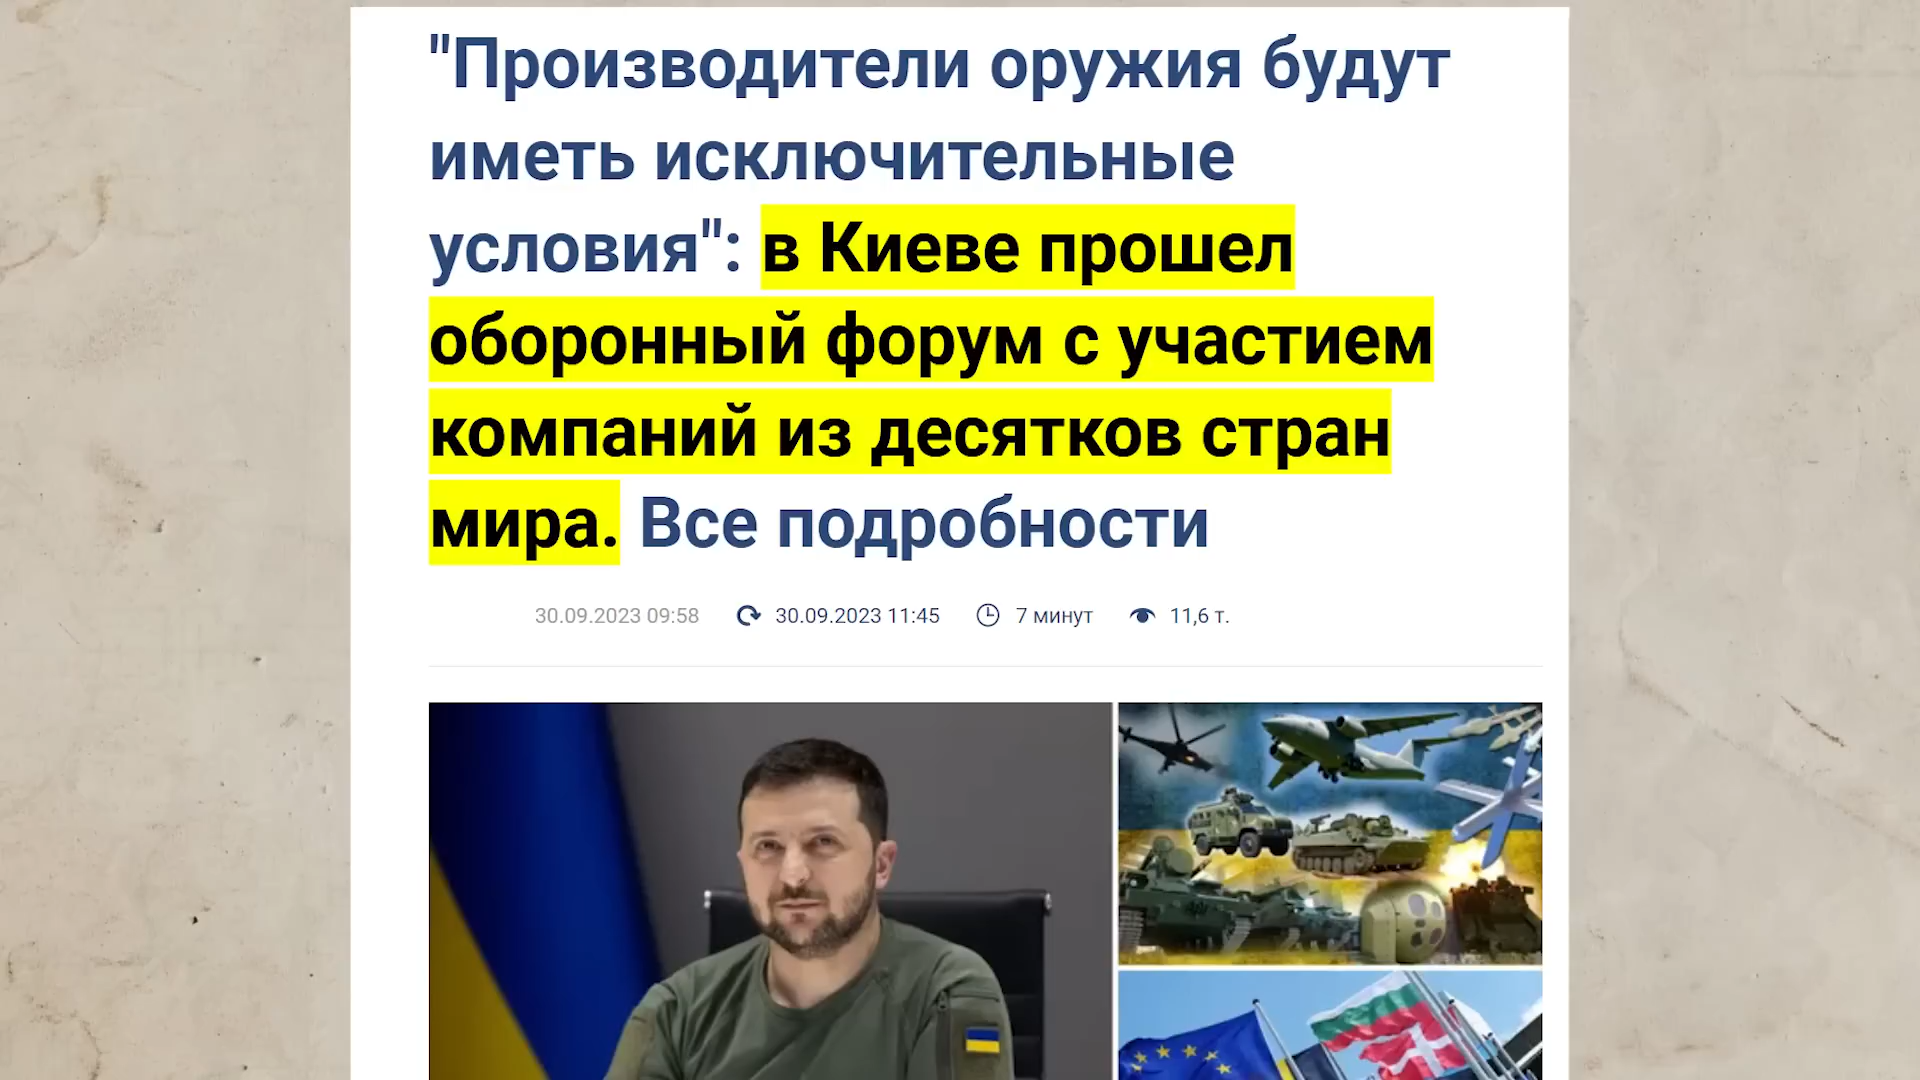 "Производители оружия будут
иметь исключительные
условия": в Киеве прошел
оборонный форум с участием
компаний из десятков стран
мира. Все подробности
30.09.2023 09:58 30.09.2023 11:45 7 минут 11,6 т.